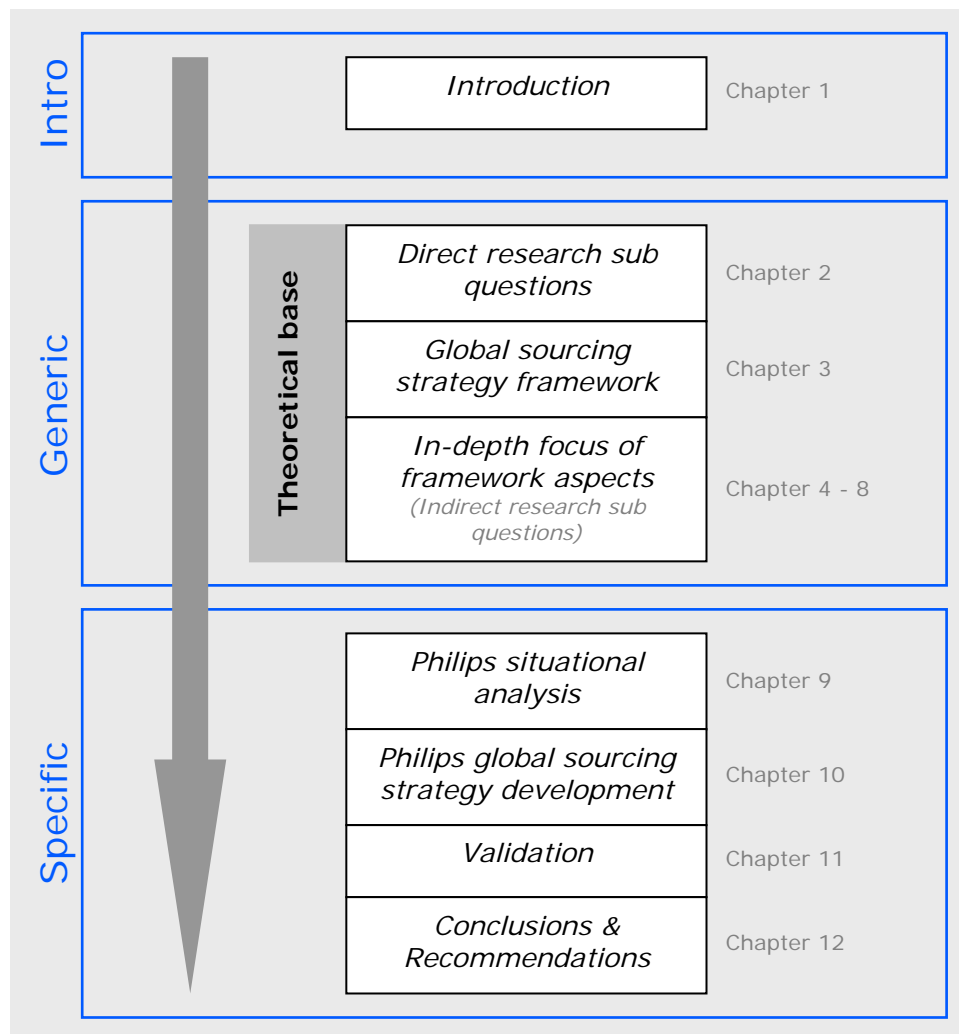 Intro
Introduction
Chapter 1
Generic
Theoretical base
Direct research sub
questions
Chapter 2
Global sourcing
strategy framework
Chapter 3
In-depth focus of
framework aspects
(Indirect research sub
questions)
Chapter 4 - 8
Specific
Philips situational
analysis
Chapter 9
Philips global sourcing
strategy development
Chapter 10
Validation
Chapter 11
Conclusions &
Recommendations
Chapter 12